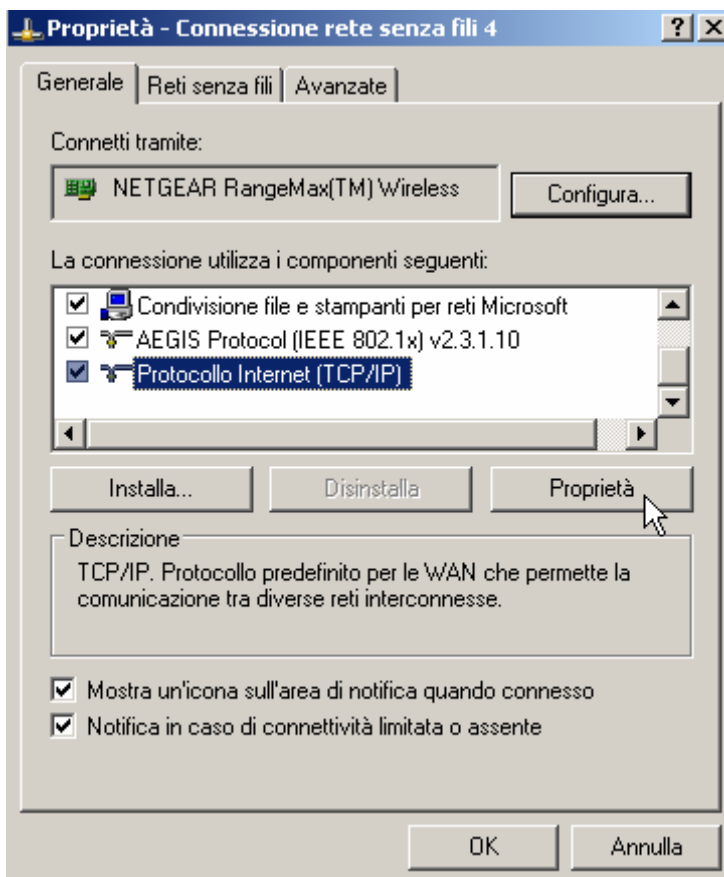 Proprietà - Connessione rete senza fili 4
Generale Reti senza fili Avanzate
Connetti tramite:
NETGEAR RangeMax(TM) Wireless Configura...
La connessione utilizza i componenti seguenti:
Condivisione file e stampanti per reti Microsoft
AEGIS Protocol (IEEE 802.1x) v2.3.1.10
Protocollo Internet (TCP/IP)
Installa... Disinstalla Proprietà
Descrizione
TCP/IP. Protocollo predefinito per le WAN che permette la
comunicazione tra diverse reti interconnesse.
Mostra un'icona sull'area di notifica quando connesso
Notifica in caso di connettività limitata o assente
OK Annulla